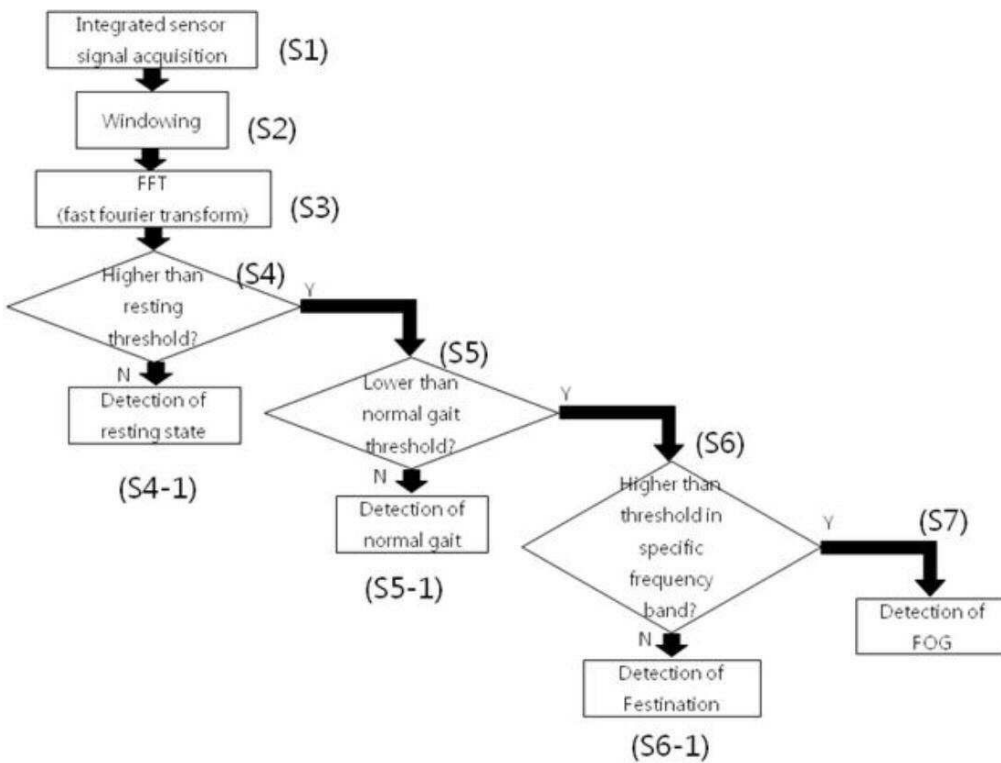 Integrated sensor
signal acquisition
(S1)
Windowing
(S2)
FFT
(fast fourier transform)
(S3)
Higher than
resting
threshold?
(S4)
Y
N
Detection of
resting state
(S4-1)
(S5)
Lower than
normal gait
threshold?
Y
N
Detection of
normal gait
(S5-1)
(S6)
Higher than
threshold in
specific
frequency
band?
Y
N
(S7)
Detection of
FOG
Detection of
Festination
(S6-1)